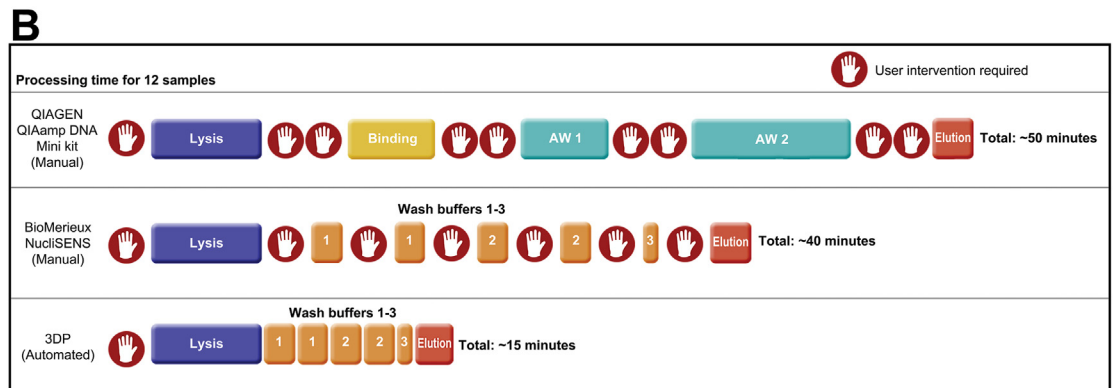 B
Processing time for 12 samples
User intervention required
QIAGEN
QIAamp DNA
Mini kit
(Manual)
Lysis
Binding
AW 1
AW 2
Elution
Total: ~50 minutes
Wash buffers 1-3
BioMerieux
NucliSENS
(Manual)
Lysis
1
1
2
2
3
Elution
Total: ~40 minutes
Wash buffers 1-3
3DP
(Automated)
Lysis
1
1
2
2
3
Elution
Total: ~15 minutes